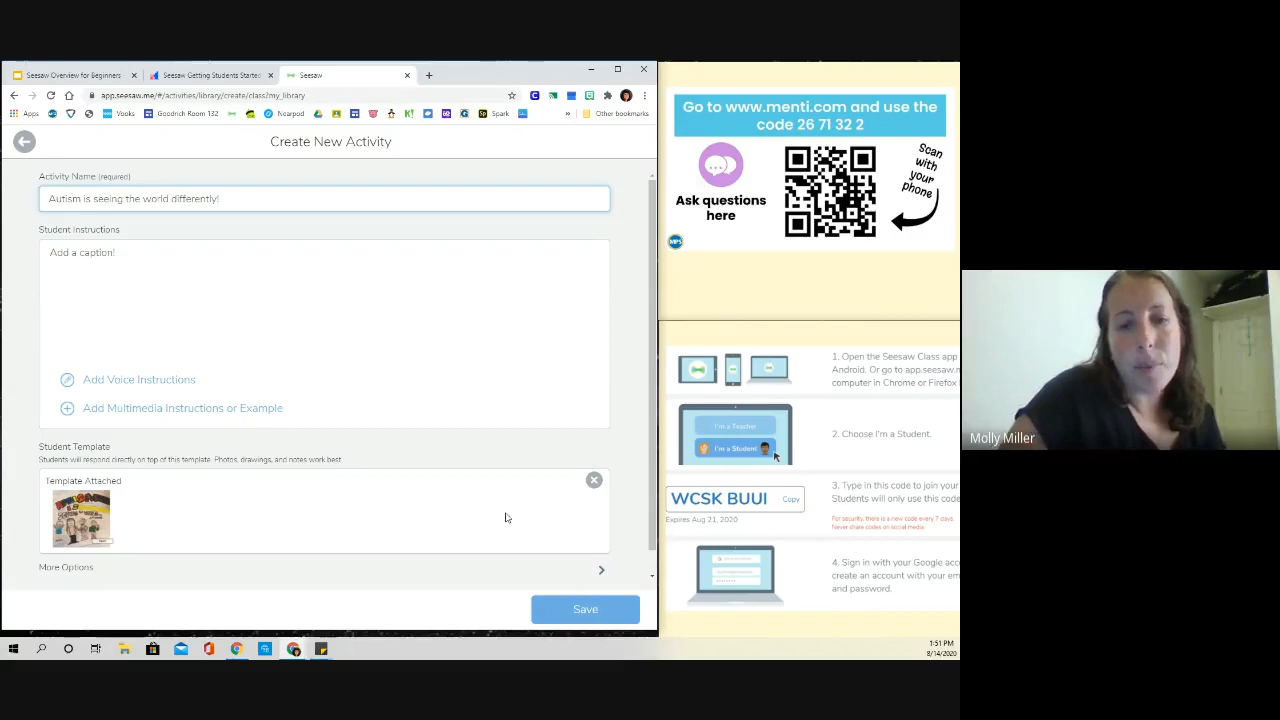 Seesaw Overview for Beginners
Seesaw Getting Students Started
Seesaw
app.seesaw.me/#/activities/library/create/class?my_library
Apps
Vooks
Goodrich Room 132
Nearpod
Spark
Other bookmarks
Create New Activity
Activity Name (required)
Autism is seeing the world differently!
Student Instructions
Add a caption!
Add Voice Instructions
Add Multimedia Instructions or Example
Student Template
Students will respond directly on top of this template. Photos, drawings, and notes work best
Template Attached
More Options
Save
Go to www.menti.com and use the
code 26 71 32 2
Ask questions
here
Scan
with
your
phone
MPS
1. Open the Seesaw Class app
Android. Or go to app.seesaw.m
computer in Chrome or Firefox
I'm a Teacher
I'm a Student
2. Choose I'm a Student.
WCSK BUUI
Copy
Expires Aug 21, 2020
3. Type in this code to join your
Students will only use this code
For security, there is a new code every 7 days.
Never share codes on social media.
4. Sign in with your Google acc
create an account with your em
and password.
1:51 PM
8/14/2020
Molly Miller